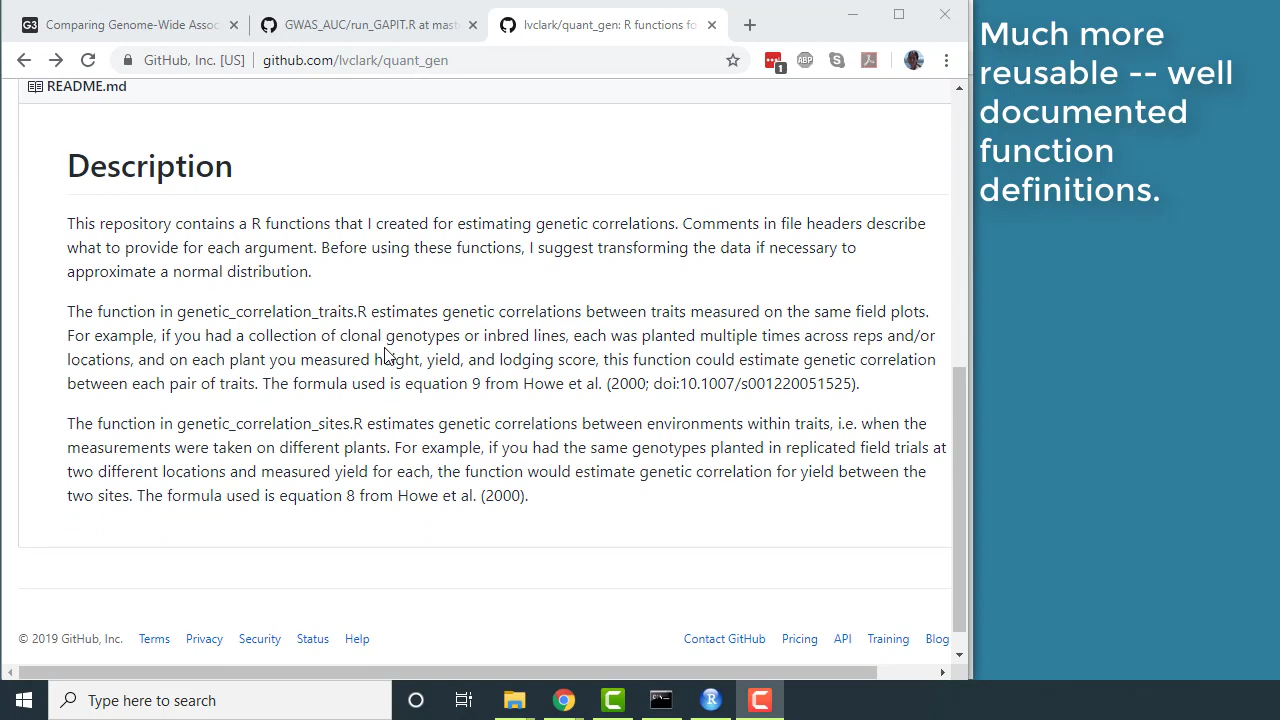 Comparing Genome-Wide Assoc
GWAS_AUC/run_GAPIT.R at mast
lvclark/quant_gen: R functions fo
GitHub, Inc. [US]
github.com/lvclark/quant_gen
1
ABP
README.md
Description
This repository contains a R functions that I created for estimating genetic correlations. Comments in file headers describe
what to provide for each argument. Before using these functions, I suggest transforming the data if necessary to
approximate a normal distribution.
The function in genetic_correlation_traits.R estimates genetic correlations between traits measured on the same field plots.
For example, if you had a collection of clonal genotypes or inbred lines, each was planted multiple times across reps and/or
locations, and on each plant you measured height, yield, and lodging score, this function could estimate genetic correlation
between each pair of traits. The formula used is equation 9 from Howe et al. (2000; doi:10.1007/s001220051525).
The function in genetic_correlation_sites.R estimates genetic correlations between environments within traits, i.e. when the
measurements were taken on different plants. For example, if you had the same genotypes planted in replicated field trials at
two different locations and measured yield for each, the function would estimate genetic correlation for yield between the
two sites. The formula used is equation 8 from Howe et al. (2000).
© 2019 GitHub, Inc. Terms Privacy Security Status Help
Contact GitHub Pricing API Training Blog
Type here to search
Much more
reusable -- well
documented
function
definitions.